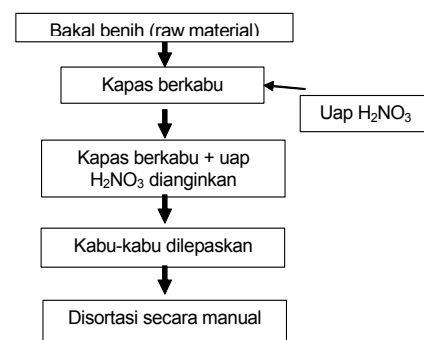 Bakal benih (raw material)
Kapas berkabu
Uap H₂NO₃
Kapas berkabu + uap
H₂NO₃ dianginkan
Kabu-kabu dilepaskan
Disortasi secara manual